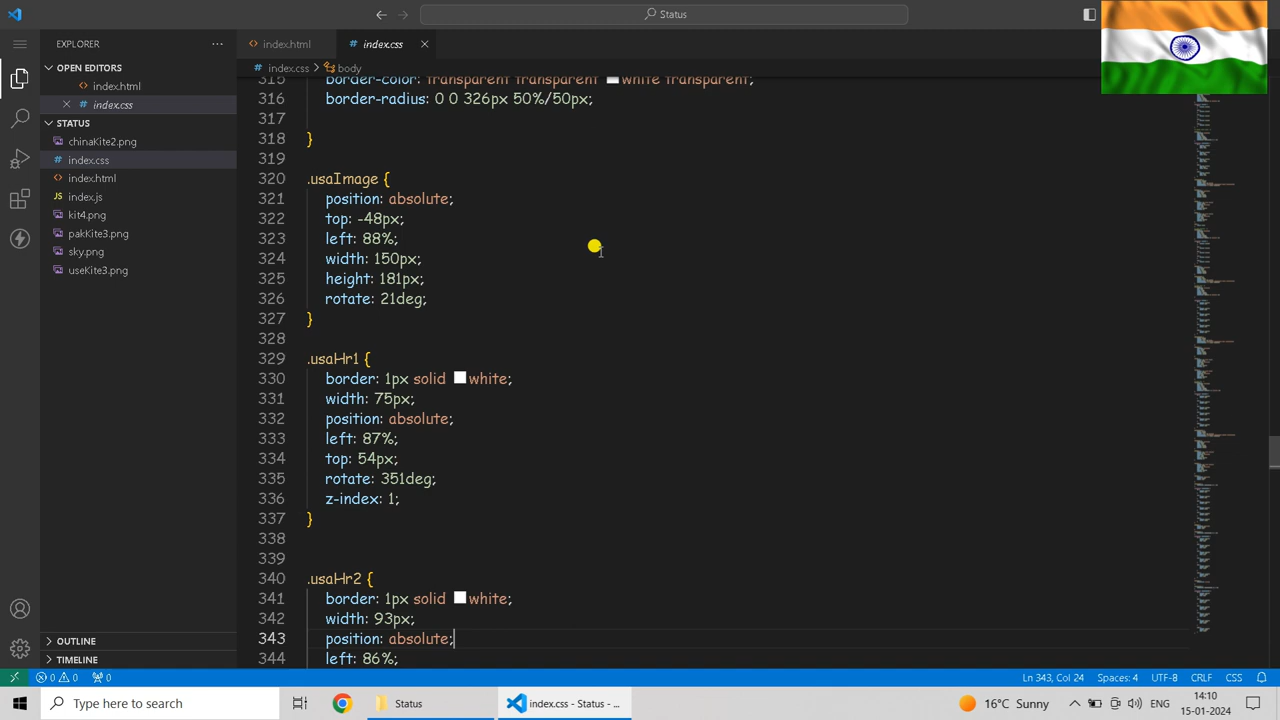 Status
EXPLORER
index.html
index.css
OPEN EDITORS
index.html
index.css
STATUS
chinaKite2.png
index.css
index.html
index.js
kit4.png
pakKite3.png
rv.png
useKite3.png
OUTLINE
TIMELINE
index.css > body
315 border-color: transparent transparent white transparent;
316 border-radius: 0 0 326px 50%/50px;
317
318 }
319
320 .usaImage {
321 position: absolute;
322 top: -48px;
323 left: 88%;
324 width: 150px;
325 height: 181px;
326 rotate: 21deg;
327 }
328
329 .usaHr1 {
330 border: 1px solid white;
331 width: 75px;
332 position: absolute;
333 left: 87%;
334 top: 54px;
335 rotate: 351deg;
336 z-index: 1;
337 }
338
339
340 .usaHr2 {
341 border: 1px solid white;
342 width: 93px;
343 position: absolute;
344 left: 86%;
0 0 0
Ln 343, Col 24 Spaces: 4 UTF-8 CRLF CSS
Type here to search
Status
index.css - Status - ...
16°C Sunny
ENG
14:10
15-01-2024